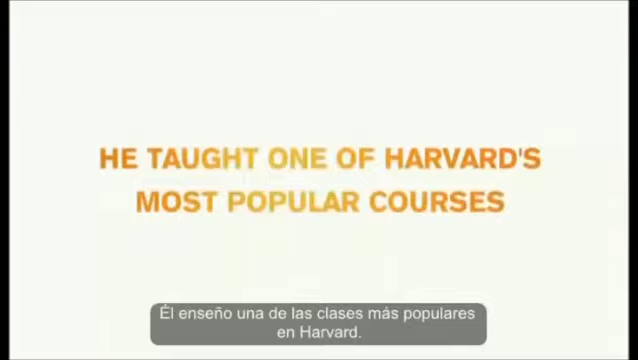 HE TAUGHT ONE OF HARVARD'S
MOST POPULAR COURSES
Él enseño una de las clases más populares
en Harvard.